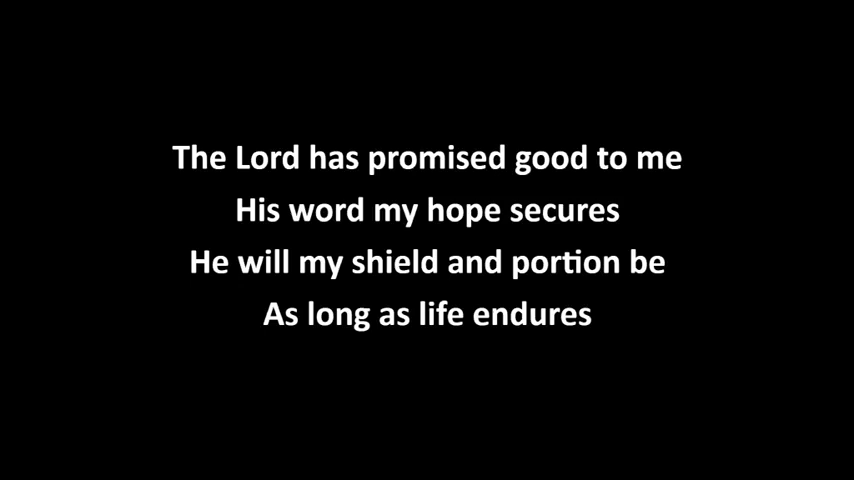 The Lord has promised good to me
His word my hope secures
He will my shield and portion be
As long as life endures